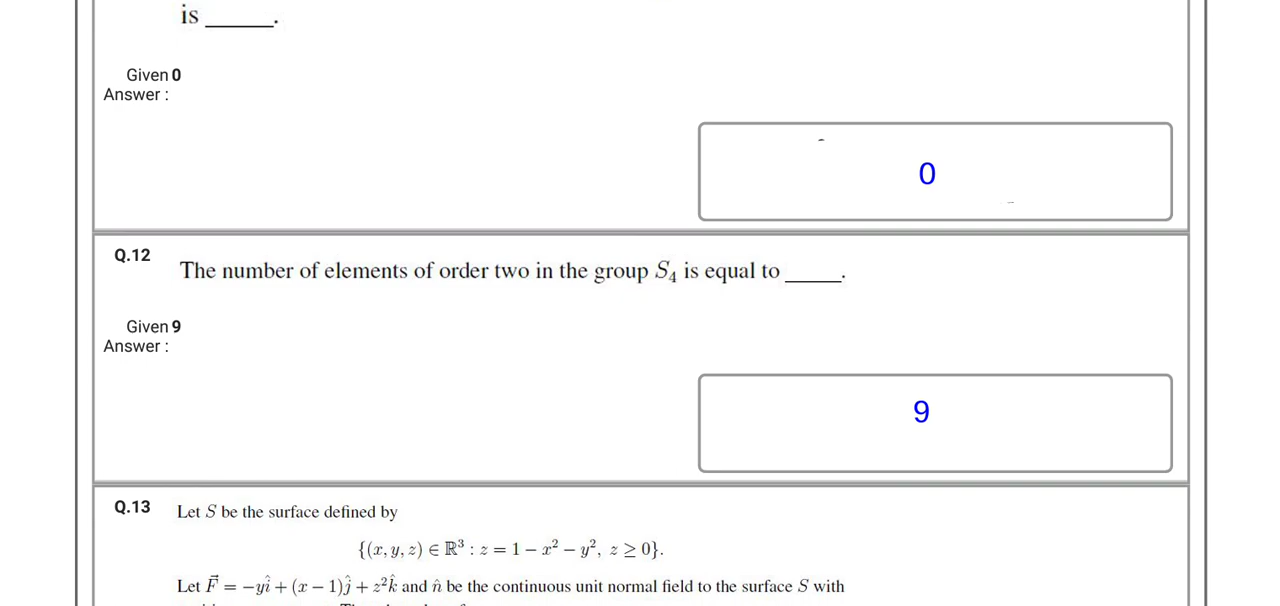 is _____.
Given 0
Answer :
0
Q.12 The number of elements of order two in the group S₄ is equal to _____.
Given 9
Answer :
9
Q.13 Let S be the surface defined by
{(x, y, z) ∈ ℝ³ : z = 1 − x² − y², z ≥ 0}.
Let F⃗ = −yî + (x − 1)ĵ + z²k̂ and n̂ be the continuous unit normal field to the surface S with